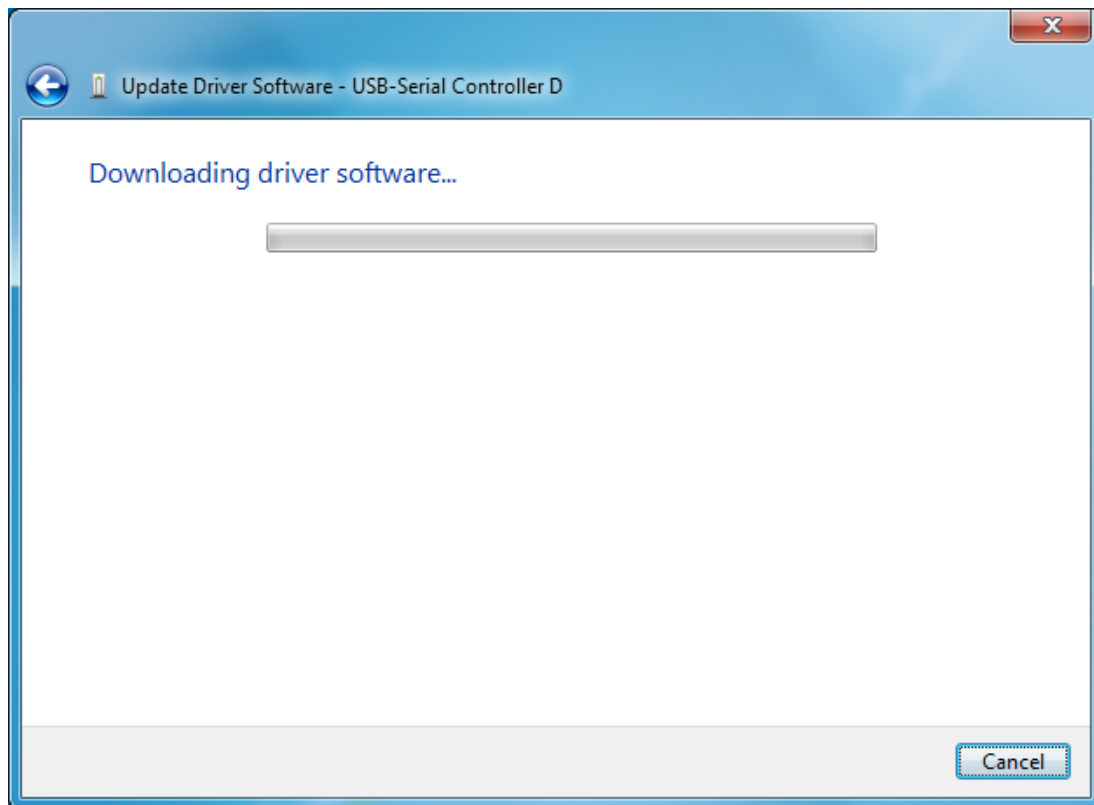 Update Driver Software - USB-Serial Controller D
Downloading driver software...
Cancel